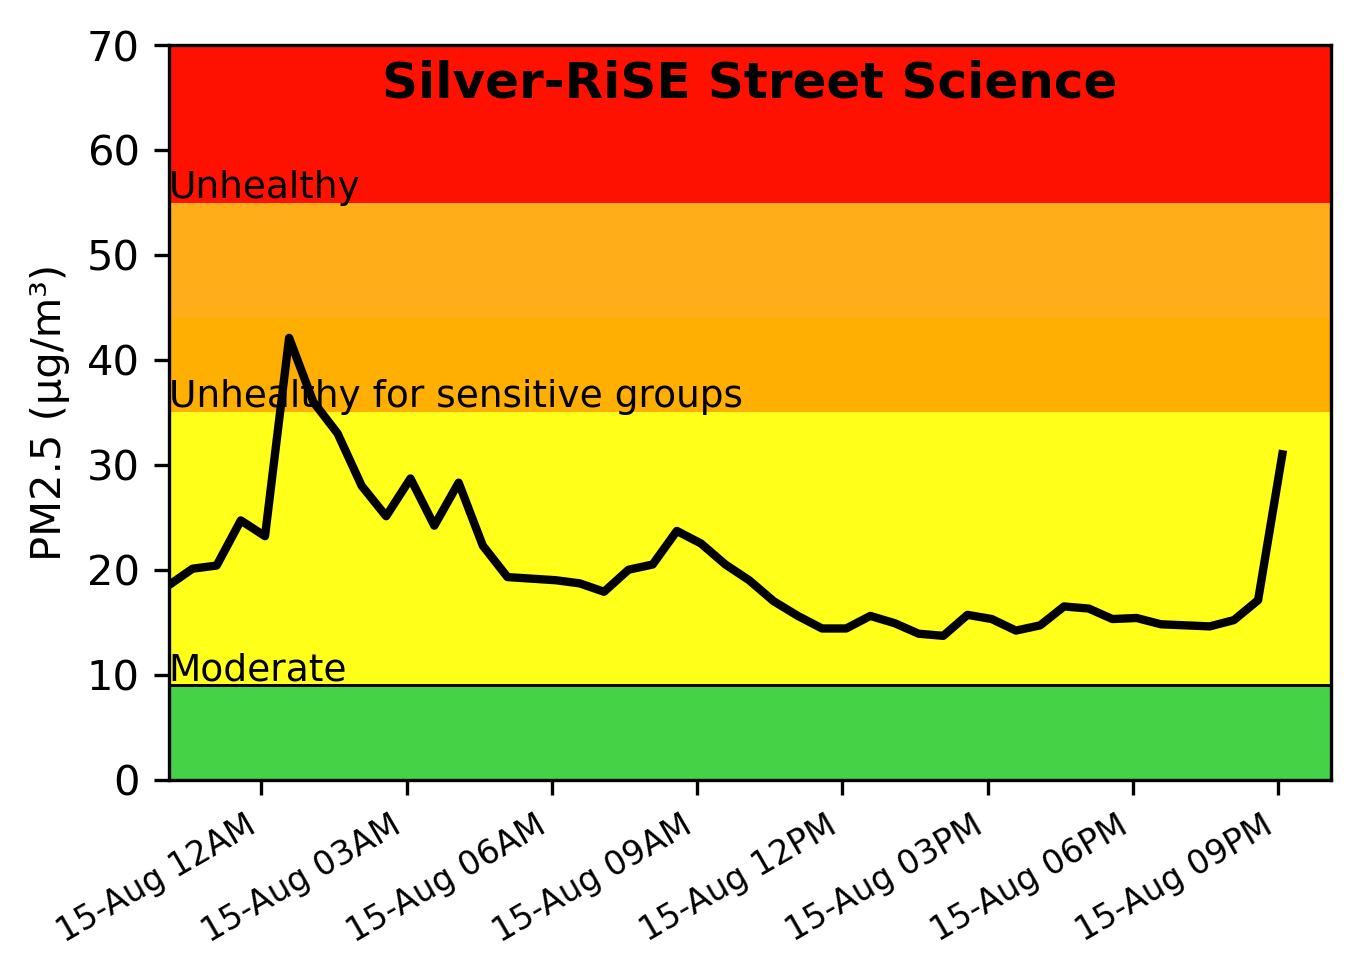 Silver-RiSE Street Science
PM2.5 (µg/m³)
70
60
Unhealthy
50
40
Unhealthy for sensitive groups
30
20
10
Moderate
0
15-Aug 12AM
15-Aug 03AM
15-Aug 06AM
15-Aug 09AM
15-Aug 12PM
15-Aug 03PM
15-Aug 06PM
15-Aug 09PM